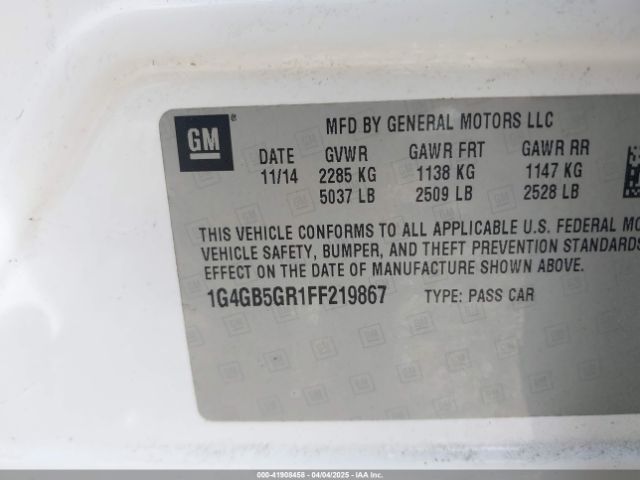 GM ®
MFD BY GENERAL MOTORS LLC
DATE GVWR GAWR FRT GAWR RR
11/14 2285 KG 1138 KG 1147 KG
5037 LB 2509 LB 2528 LB
THIS VEHICLE CONFORMS TO ALL APPLICABLE U.S. FEDERAL MO
VEHICLE SAFETY, BUMPER, AND THEFT PREVENTION STANDARDS
EFFECT ON THE DATE OF MANUFACTURE SHOWN ABOVE.
1G4GB5GR1FF219867 TYPE: PASS CAR
000-41908458 - 04/04/2025 - IAAI.COM